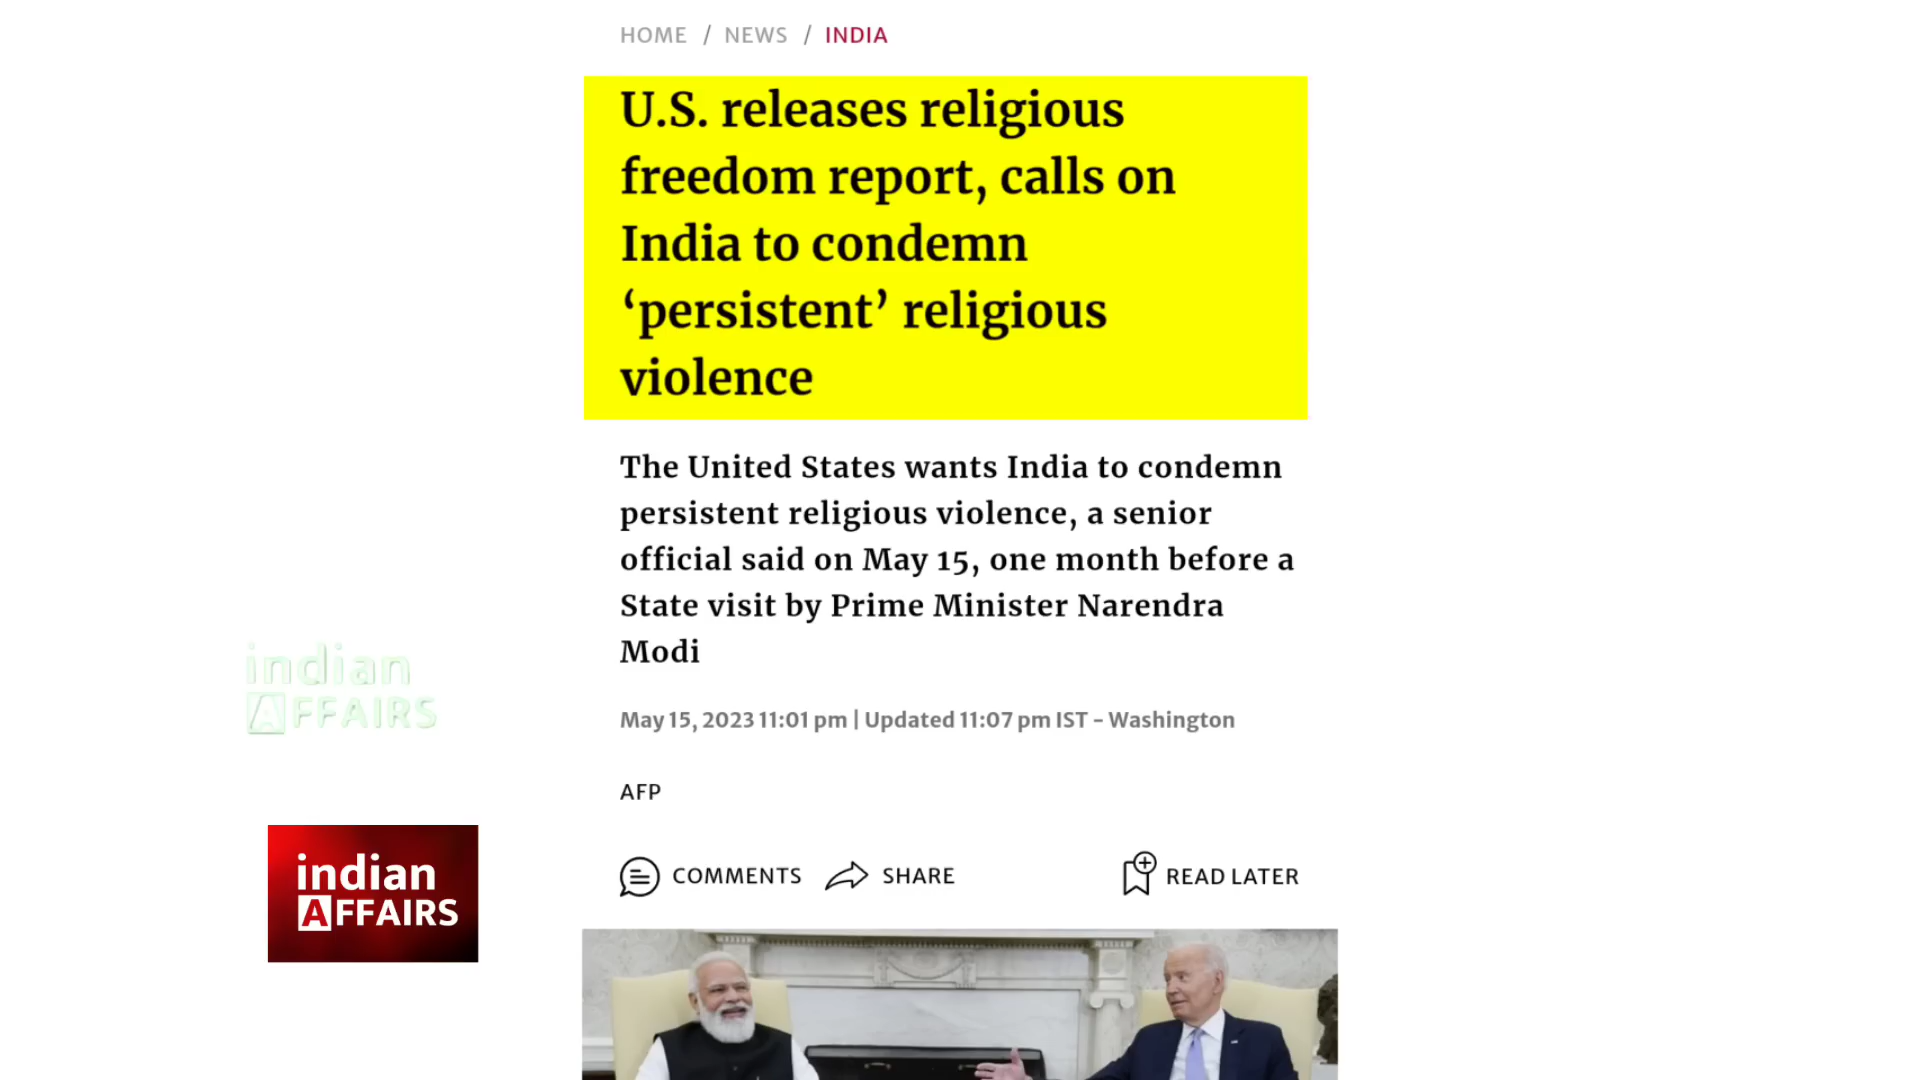 HOME / NEWS / INDIA
U.S. releases religious
freedom report, calls on
India to condemn
‘persistent’ religious
violence
The United States wants India to condemn
persistent religious violence, a senior
official said on May 15, one month before a
State visit by Prime Minister Narendra
Modi
May 15, 2023 11:01 pm | Updated 11:07 pm IST - Washington
AFP
COMMENTS SHARE READ LATER
indian
AFFAIRS
indian
AFFAIRS